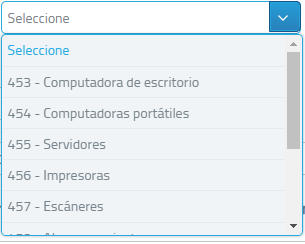 Seleccione
Seleccione
453 - Computadora de escritorio
454 - Computadoras portátiles
455 - Servidores
456 - Impresoras
457 - Escáneres